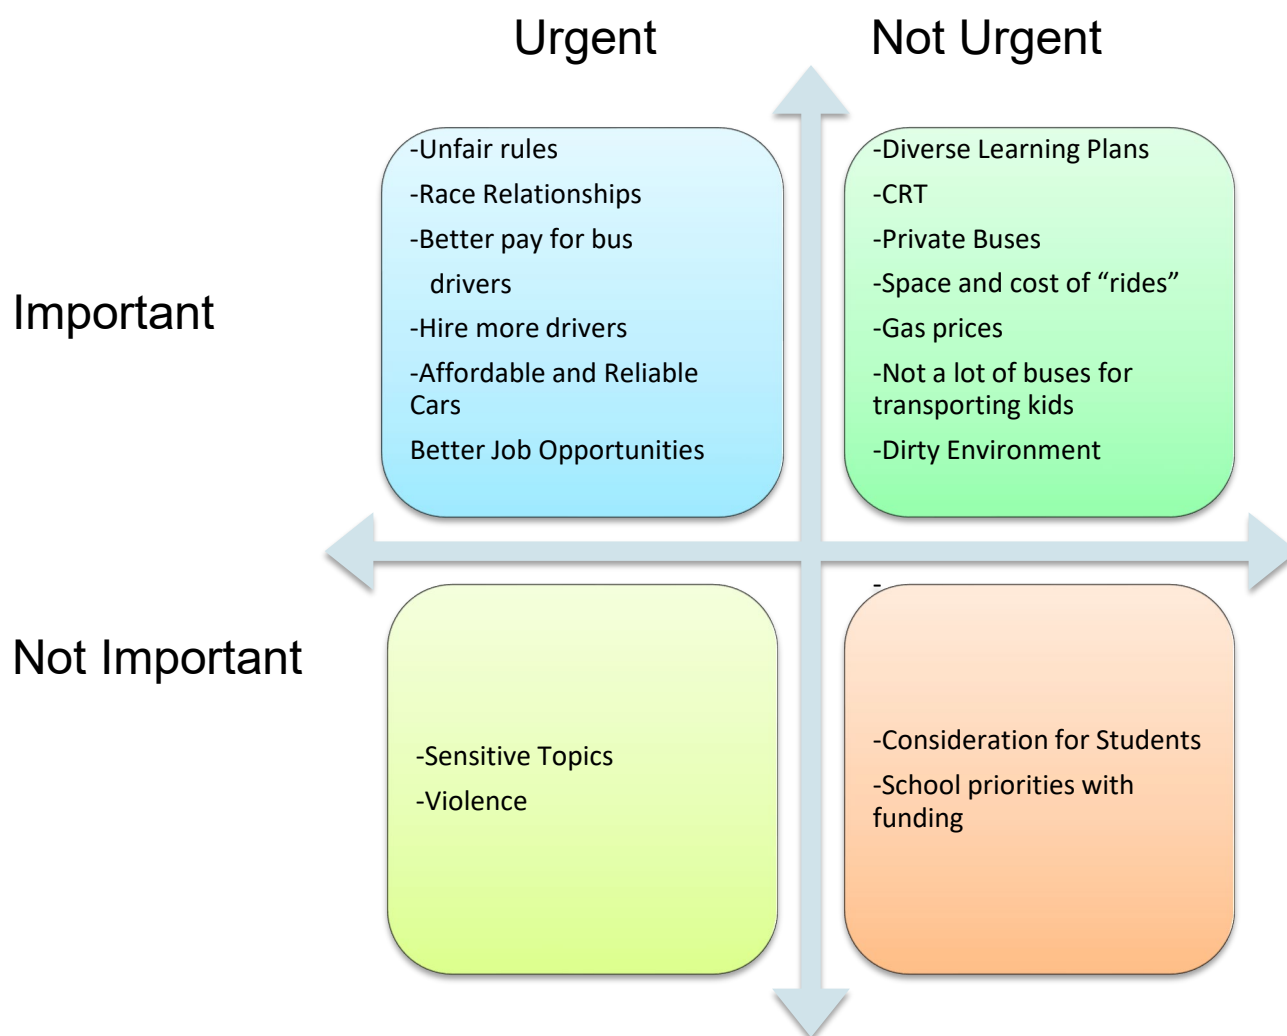 Urgent
Not Urgent
Important
-Unfair rules
-Race Relationships
-Better pay for bus
drivers
-Hire more drivers
-Affordable and Reliable
Cars
Better Job Opportunities
-Diverse Learning Plans
-CRT
-Private Buses
-Space and cost of “rides”
-Gas prices
-Not a lot of buses for
transporting kids
-Dirty Environment
Not Important
-Sensitive Topics
-Violence
-
-Consideration for Students
-School priorities with
funding